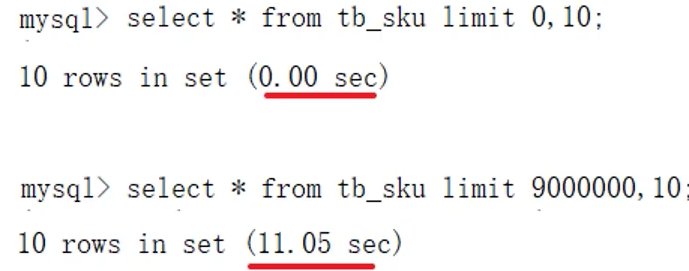 mysql> select * from tb_sku limit 0,10;
10 rows in set (0.00 sec)
mysql> select * from tb_sku limit 9000000,10;
10 rows in set (11.05 sec)